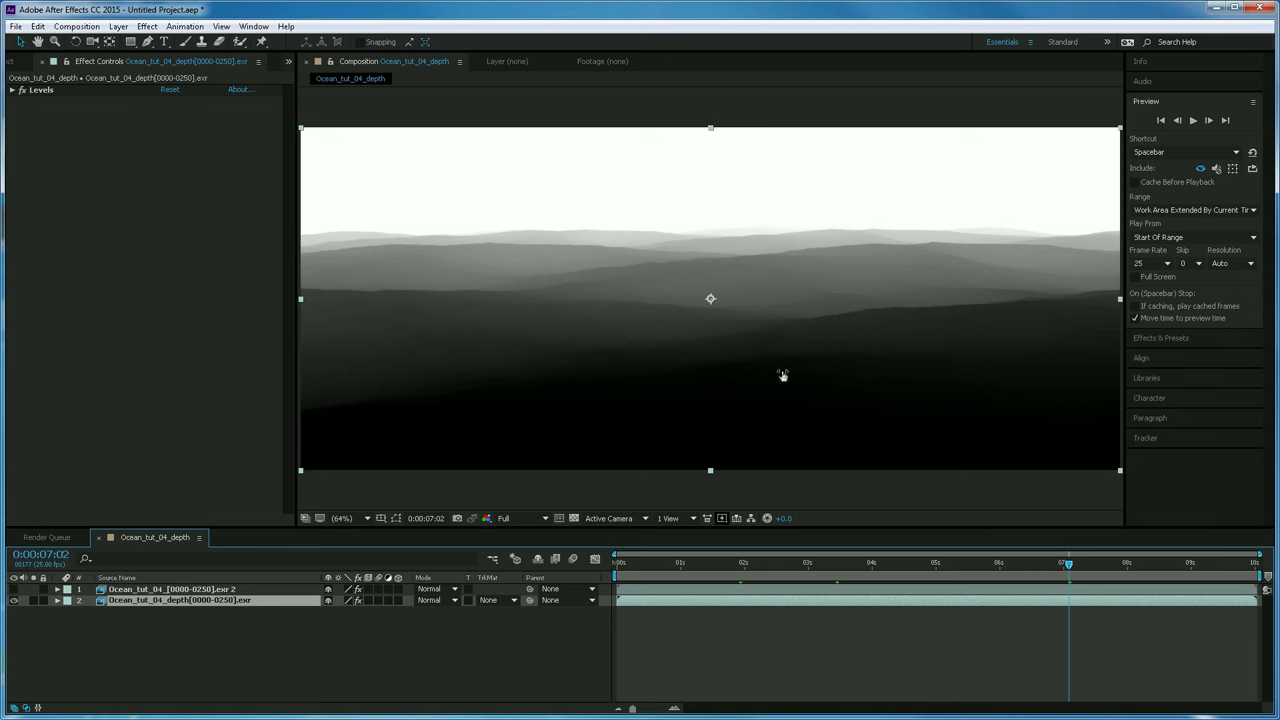 Adobe After Effects CC 2015 - Untitled Project.aep *
File Edit Composition Layer Effect Animation View Window Help
Snapping Essentials Standard Search Help
Effect Controls Ocean_tut_04_depth[0000-0250].exr Composition Ocean_tut_04_depth Layer (none) Footage (none) Info
Ocean_tut_04_depth • Ocean_tut_04_depth[0000-0250].exr Ocean_tut_04_depth
Audio
fx Levels Reset About...
Preview
Shortcut
Spacebar
Include:
Cache Before Playback
Range
Work Area Extended By Current Tir
Play From
Start Of Range
Frame Rate Skip Resolution
25 0 Auto
Full Screen
On (Spacebar) Stop:
If caching, play cached frames
Move time to preview time
Effects & Presets
Align
Libraries
Character
Paragraph
Tracker
(64%) 0:00:07:02 Full Active Camera 1 View +0.0
Render Queue Ocean_tut_04_depth
0:00:07:02
00177 (25.00 fps)
:00s 01s 02s 03s 04s 05s 06s 07s 08s 09s 10s
# Source Name Mode T TrkMat Parent
1 Ocean_tut_04_[0000-0250].exr 2 Normal None
2 Ocean_tut_04_depth[0000-0250].exr Normal None None